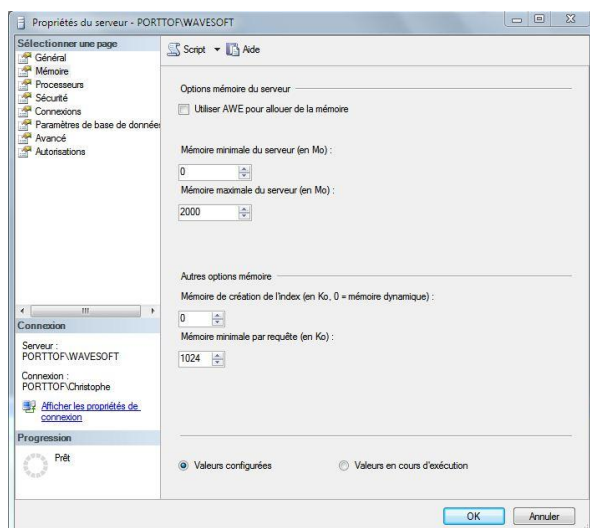 Propriétés du serveur - PORTTOF\WAVESOFT
Sélectionner une page
Général
Mémoire
Processeurs
Sécurité
Connexions
Paramètres de base de donnée
Avancé
Autorisations
Script
Aide
Options mémoire du serveur
Utiliser AWE pour allouer de la mémoire
Mémoire minimale du serveur (en Mo) :
0
Mémoire maximale du serveur (en Mo) :
2000
Autres options mémoire
Mémoire de création de l'index (en Ko, 0 = mémoire dynamique) :
0
Mémoire minimale par requête (en Ko) :
1024
Connexion
Serveur :
PORTTOF\WAVESOFT
Connexion :
PORTTOF\Christophe
Afficher les propriétés de
connexion
Progression
Prêt
Valeurs configurées
Valeurs en cours d'exécution
OK
Annuler